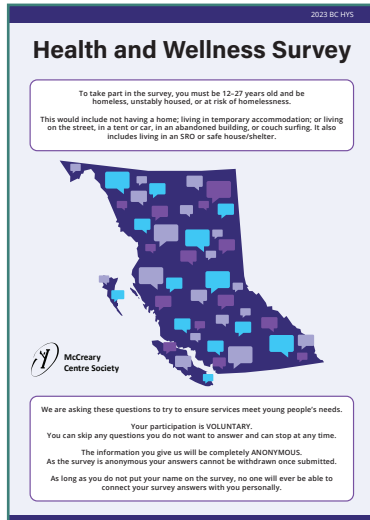 2023 BC HYS
Health and Wellness Survey
To take part in the survey, you must be 12–27 years old and be
homeless, unstably housed, or at risk of homelessness.
This would include not having a home; living in temporary accommodation; or living
on the street, in a tent or car, in an abandoned building, or couch surfing. It also
includes living in an SRO or safe house/shelter.
McCreary
Centre Society
We are asking these questions to try to ensure services meet young people's needs.
Your participation is VOLUNTARY.
You can skip any questions you do not want to answer and can stop at any time.
The information you give us will be completely ANONYMOUS.
As the survey is anonymous your answers cannot be withdrawn once submitted.
As long as you do not put your name on the survey, no one will ever be able to
connect your survey answers with you personally.